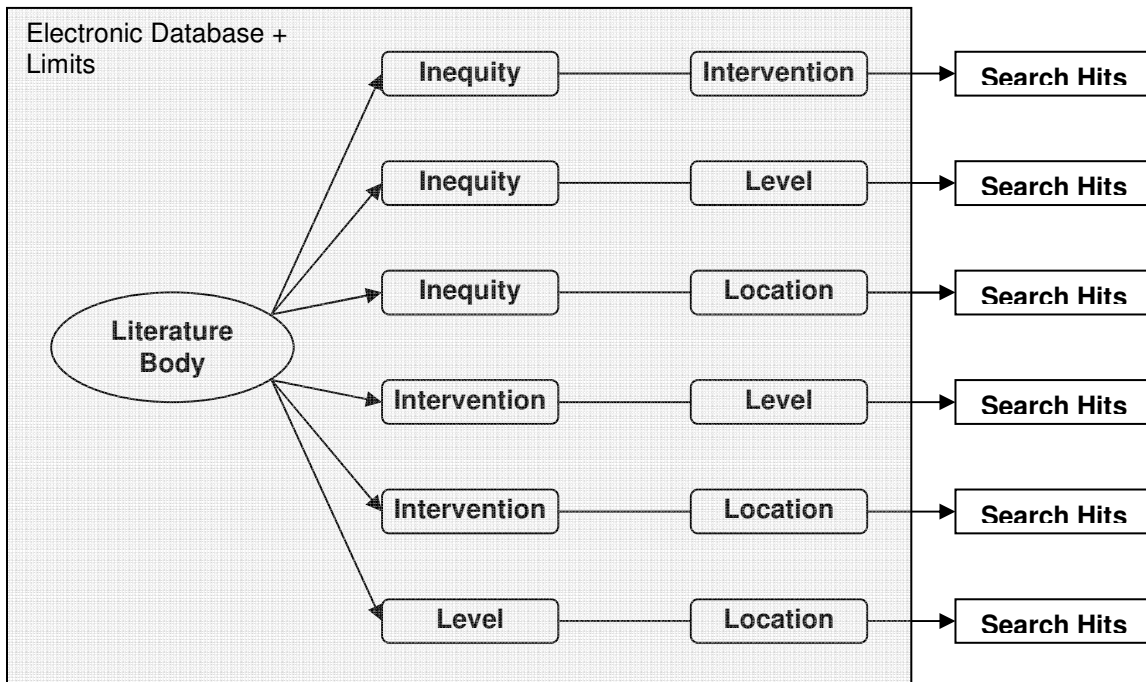 Electronic Database +
Limits
Inequity Intervention Search Hits
Inequity Level Search Hits
Inequity Location Search Hits
Literature
Body
Intervention Level Search Hits
Intervention Location Search Hits
Level Location Search Hits